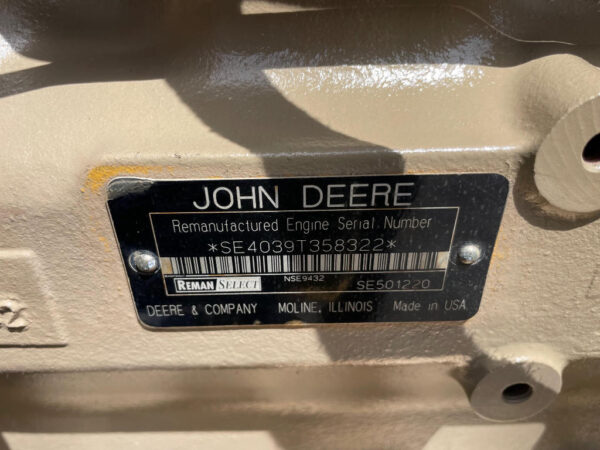 JOHN DEERE
Remanufactured Engine Serial Number
*SE4039T358322*
NSE9432
REMAN SELECT SE501220
DEERE & COMPANY MOLINE, ILLINOIS Made in USA